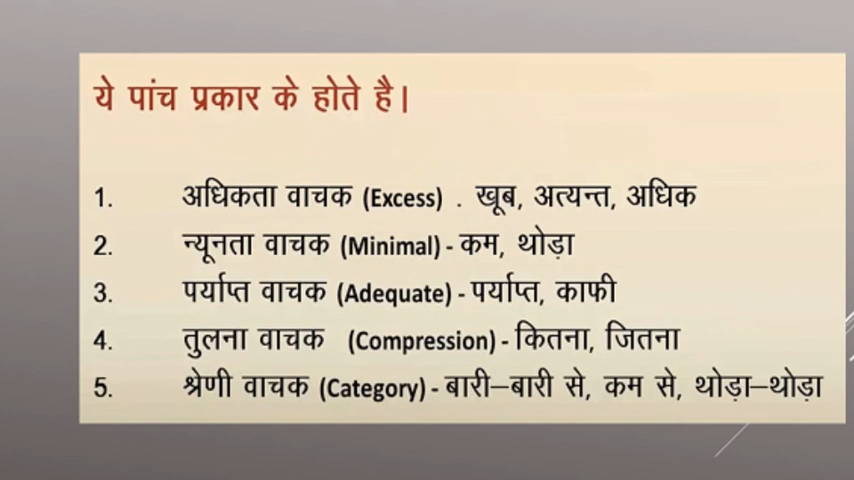 ये पांच प्रकार के होते है।
1. अधिकता वाचक (Excess) . खूब, अत्यन्त, अधिक
2. न्यूनता वाचक (Minimal) - कम, थोड़ा
3. पर्याप्त वाचक (Adequate) - पर्याप्त, काफी
4. तुलना वाचक (Compression) - कितना, जितना
5. श्रेणी वाचक (Category) - बारी–बारी से, कम से, थोड़ा–थोड़ा